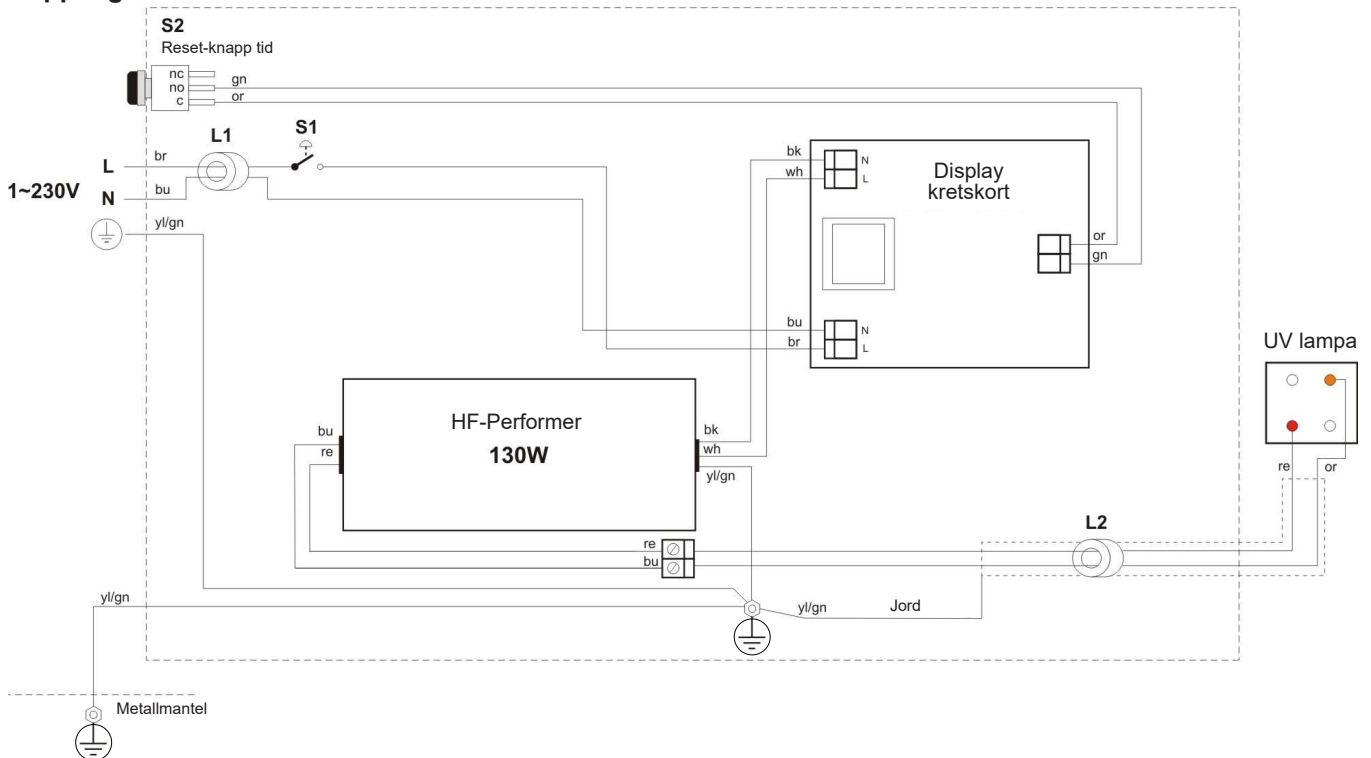 S2
Reset-knapp tid
nc
no
c
gn
or
L1
S1
L
br
1~230V
N
bu
yl/gn
bk
N
wh
L
Display
kretskort
or
gn
bu
N
br
L
UV lampa
HF-Performer
130W
bu
re
bk
wh
yl/gn
re
or
L2
re
bu
yl/gn
yl/gn
Jord
Metallmantel